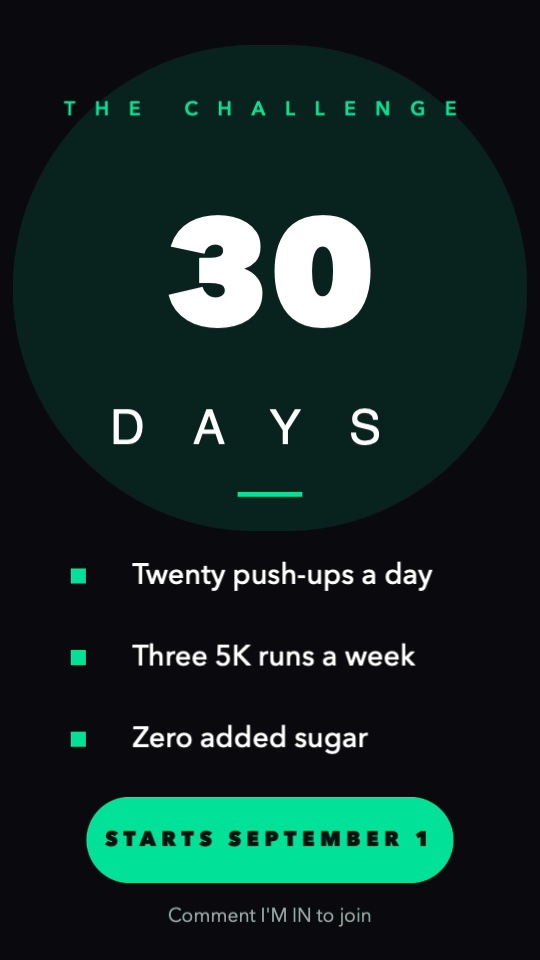 THE CHALLENGE
30
DAYS
Twenty push-ups a day
Three 5K runs a week
Zero added sugar
STARTS SEPTEMBER 1
Comment I'M IN to join